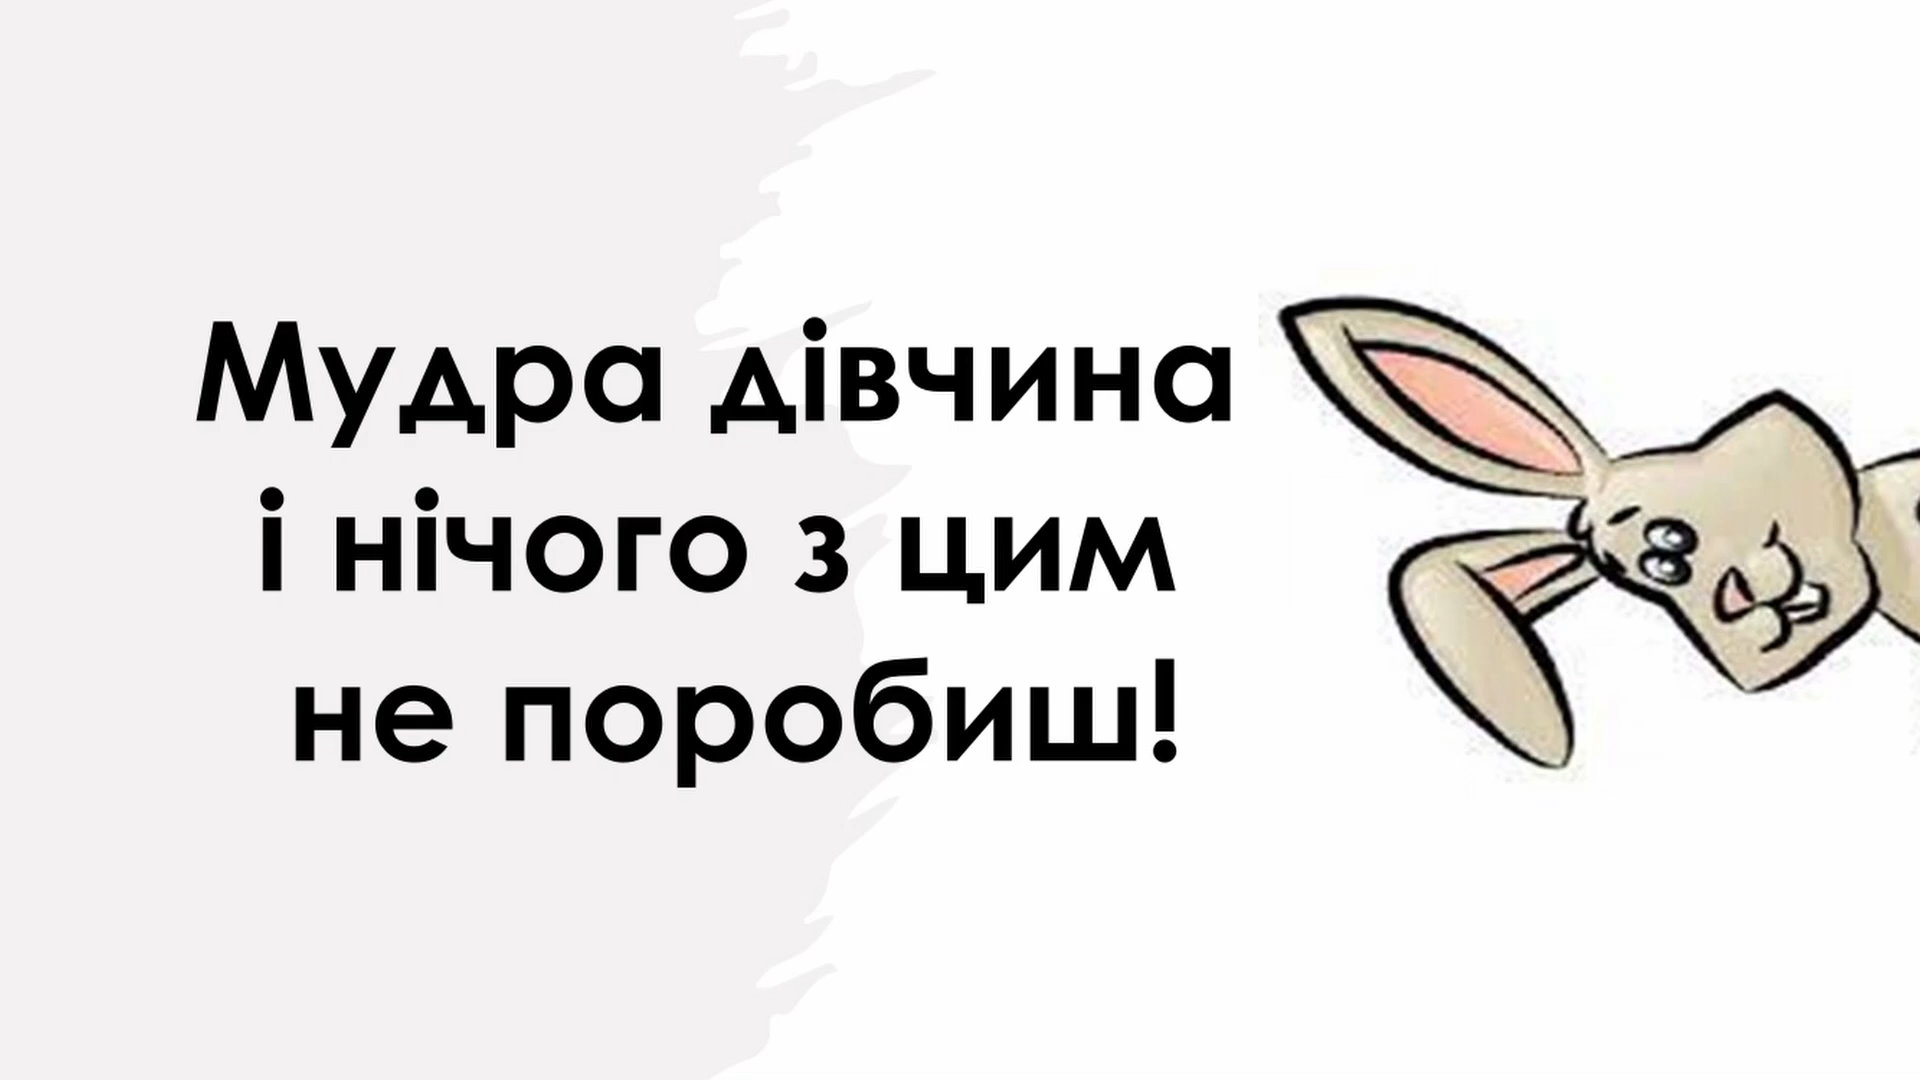 Мудра дівчина
і нічого з цим
не поробиш!